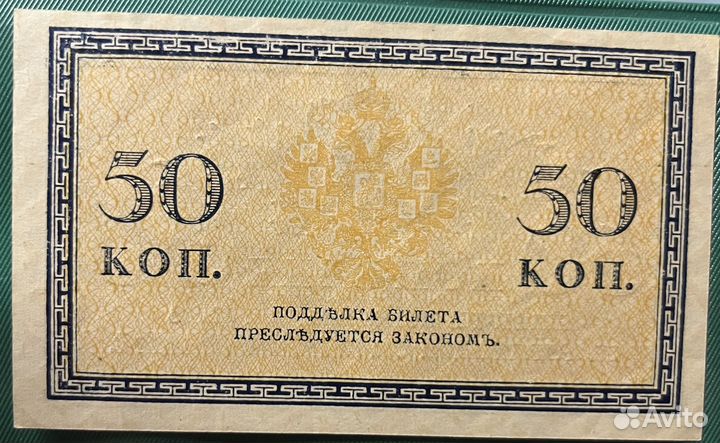 50 50
КОП. КОП.
ПОДДѢЛКА БИЛЕТА
ПРЕСЛѢДУЕТСЯ ЗАКОНОМЪ.
Avito